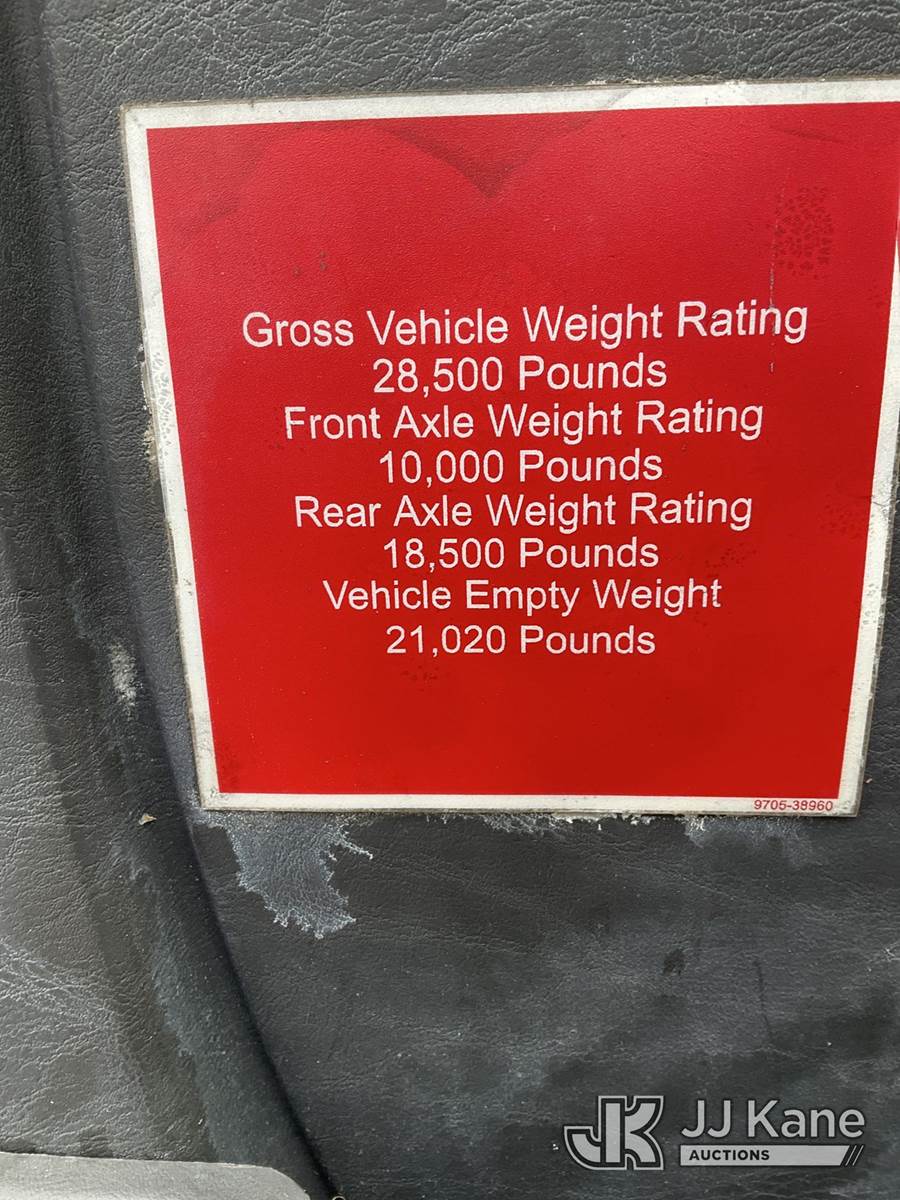 Gross Vehicle Weight Rating
28,500 Pounds
Front Axle Weight Rating
10,000 Pounds
Rear Axle Weight Rating
18,500 Pounds
Vehicle Empty Weight
21,020 Pounds
9705-38960
JK JJ Kane
AUCTIONS